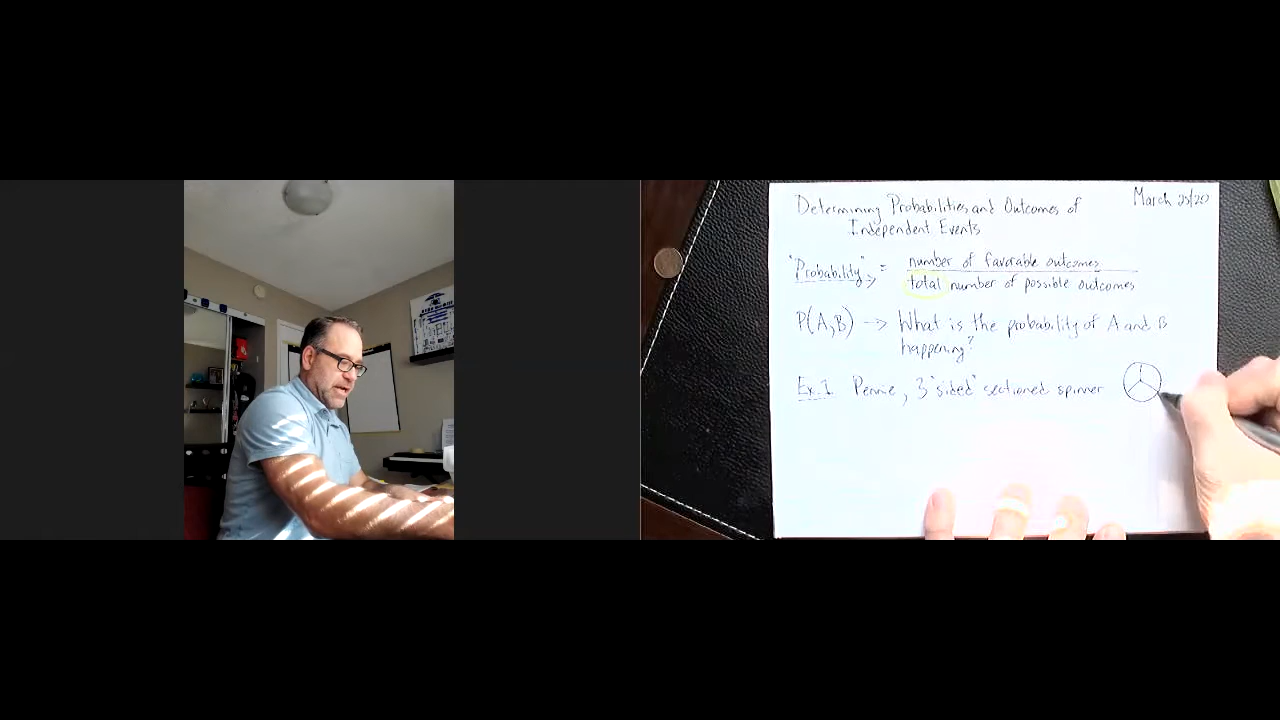 March 25/20
Determining Probabilities and Outcomes of
Independent Events
"Probability" = number of favorable outcomes
total number of possible outcomes
P(A,B) → What is the probability of A and B
happening?
Ex. 1 Pennie, 3 "sided" sectioned spinner